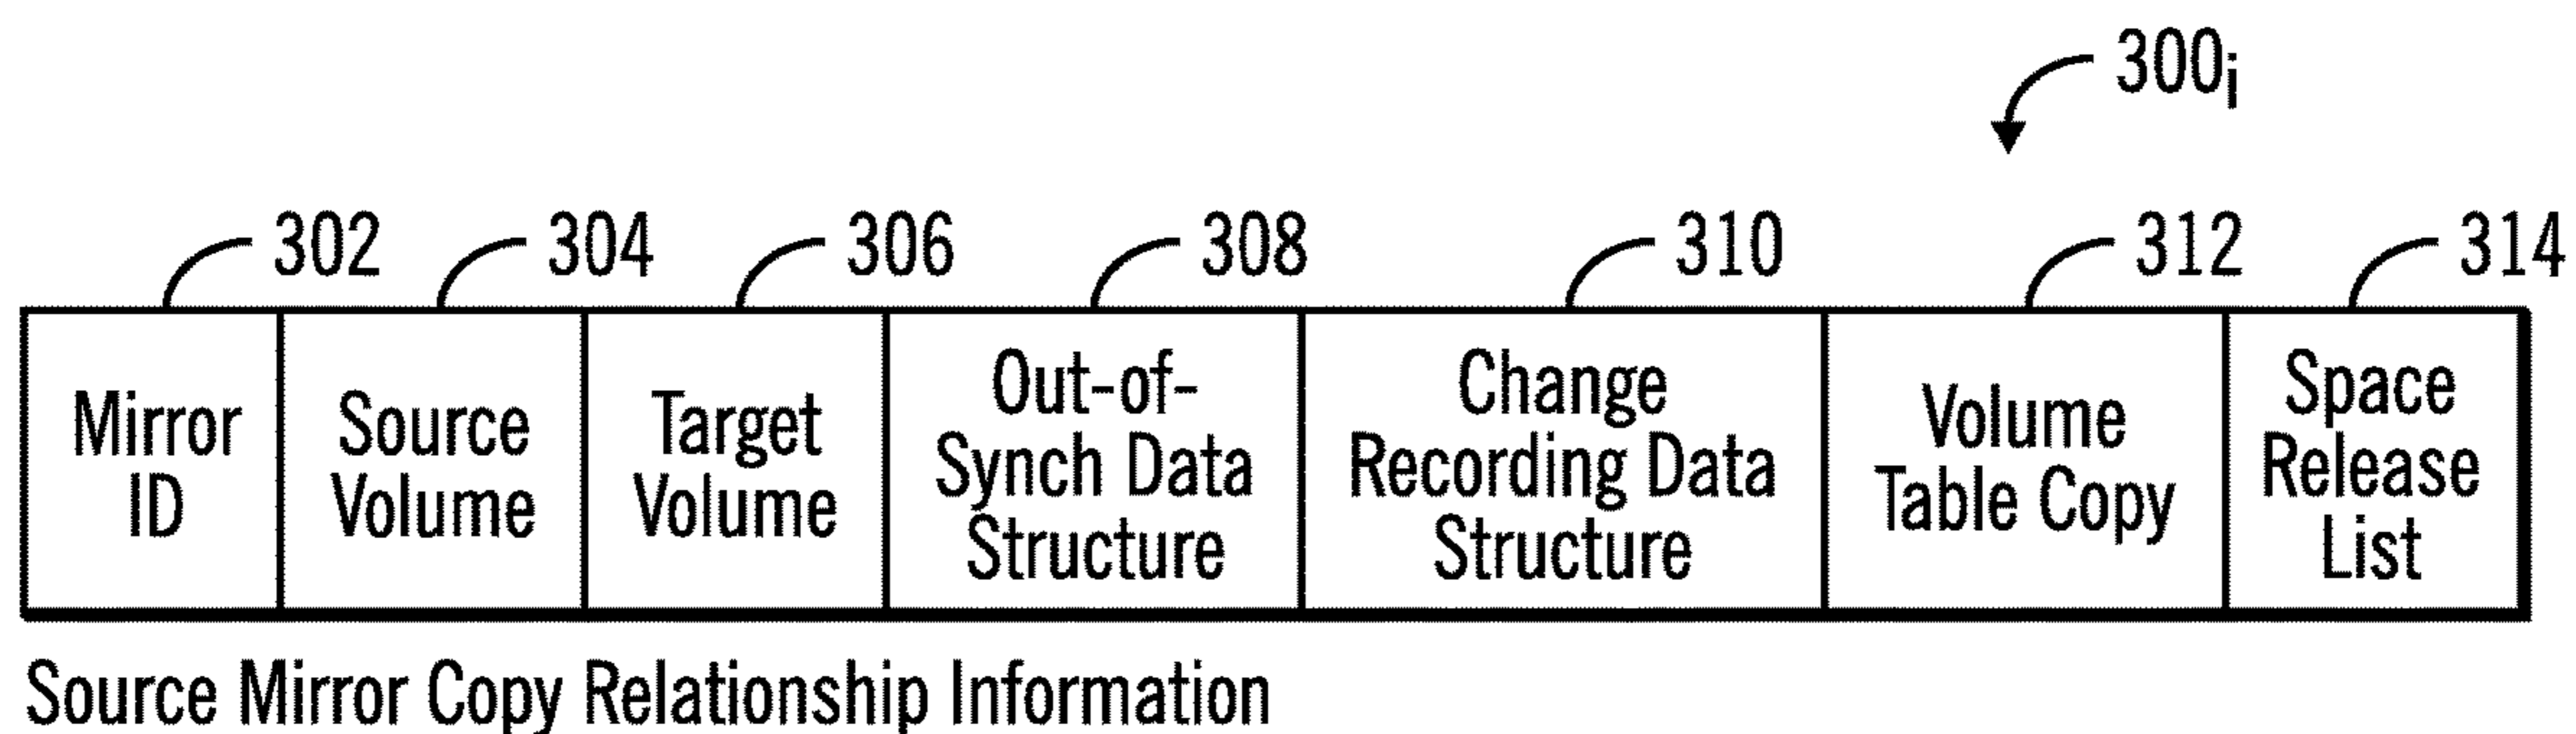 300i
302 304 306 308 310 312 314
Mirror
ID
Source
Volume
Target
Volume
Out-of-
Synch Data
Structure
Change
Recording Data
Structure
Volume
Table Copy
Space
Release
List
Source Mirror Copy Relationship Information